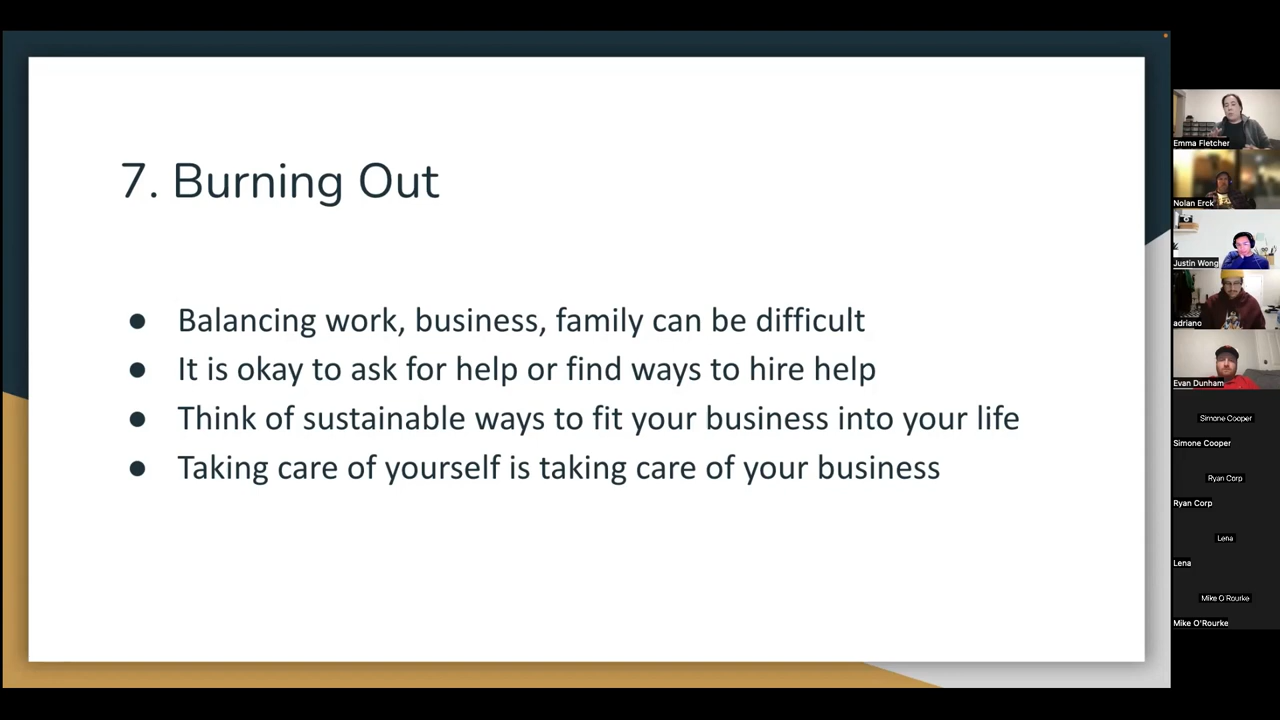 7. Burning Out
● Balancing work, business, family can be difficult
● It is okay to ask for help or find ways to hire help
● Think of sustainable ways to fit your business into your life
● Taking care of yourself is taking care of your business
Emma Fletcher
Nolan Erck
Justin Wong
adriano
Evan Dunham
Simone Cooper
Simone Cooper
Ryan Corp
Ryan Corp
Lena
Lena
Mike O'Rourke
Mike O'Rourke